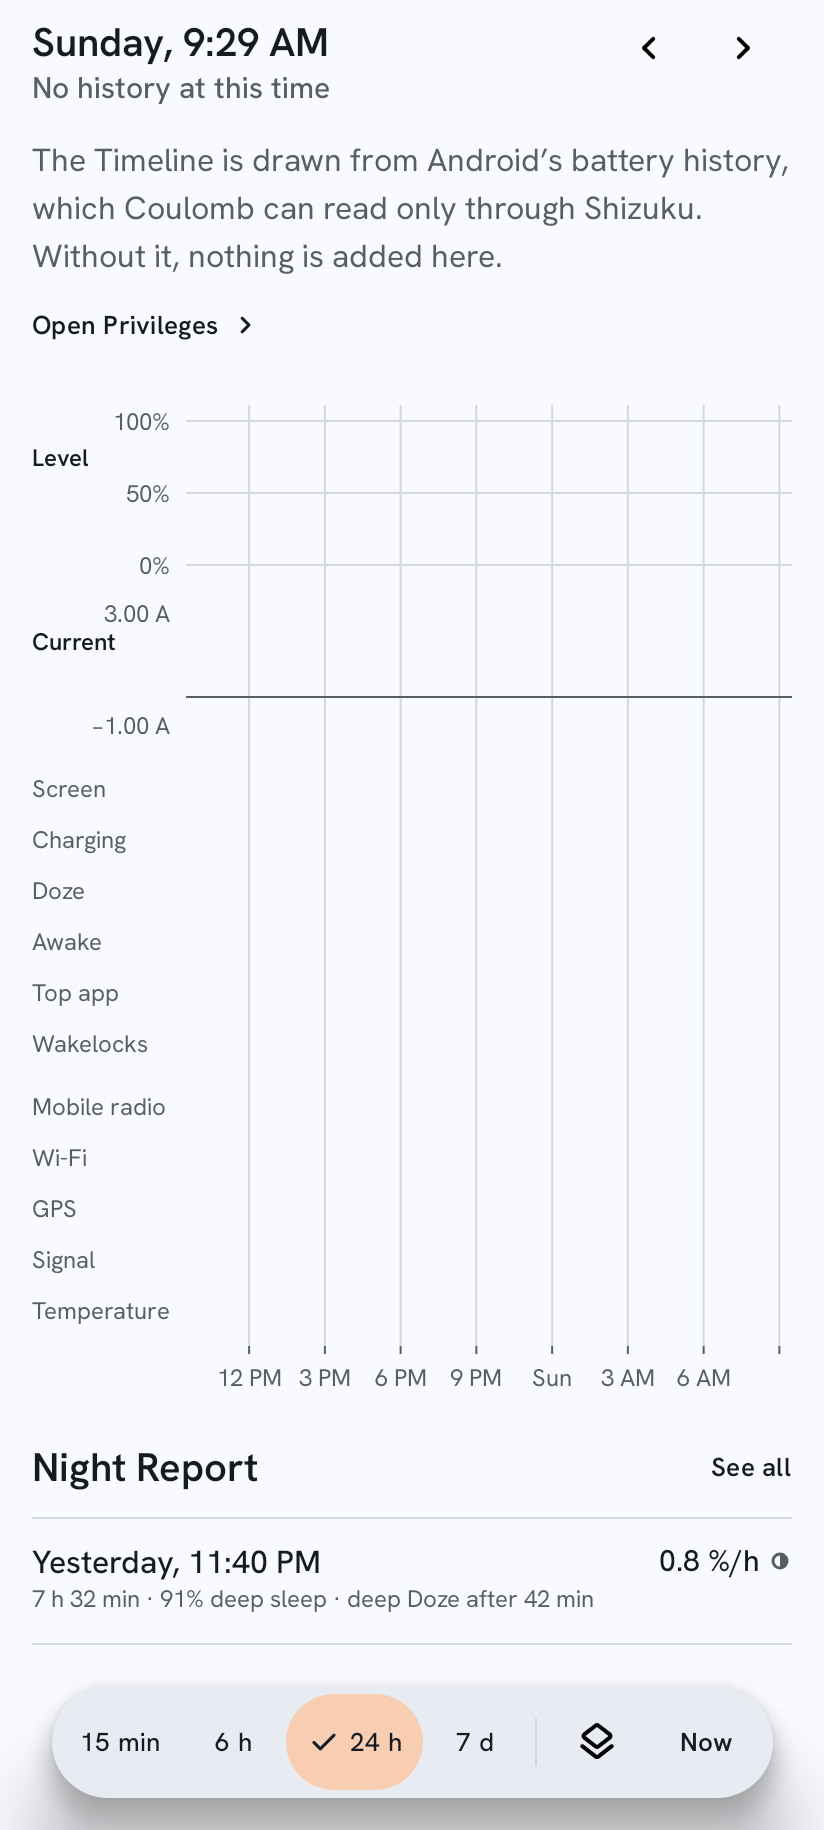 Sunday, 9:29 AM
No history at this time
The Timeline is drawn from Android’s battery history,
which Coulomb can read only through Shizuku.
Without it, nothing is added here.
Open Privileges
100%
Level
50%
0%
3.00 A
Current
−1.00 A
Screen
Charging
Doze
Awake
Top app
Wakelocks
Mobile radio
Wi-Fi
GPS
Signal
Temperature
12 PM 3 PM 6 PM 9 PM Sun 3 AM 6 AM
Night Report See all
Yesterday, 11:40 PM 0.8 %/h
7 h 32 min · 91% deep sleep · deep Doze after 42 min
15 min 6 h 24 h 7 d Now